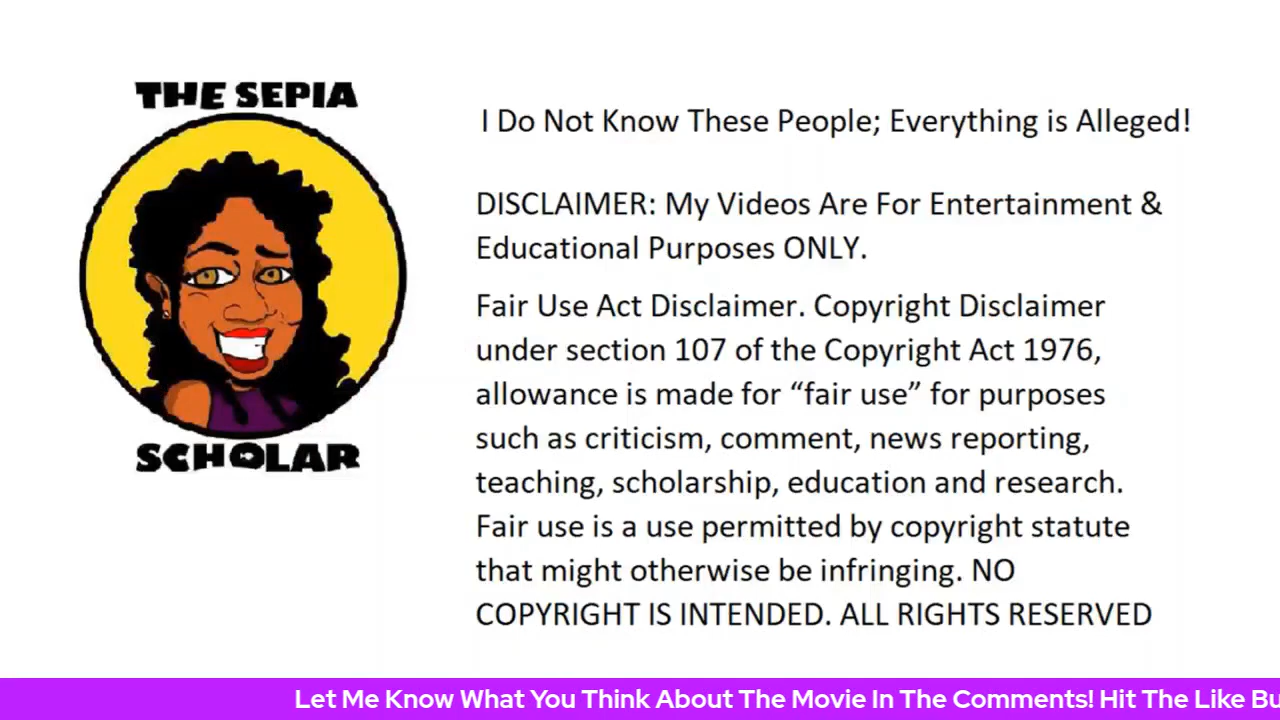 THE SEPIA
SCHOLAR
I Do Not Know These People; Everything is Alleged!
DISCLAIMER: My Videos Are For Entertainment &
Educational Purposes ONLY.
Fair Use Act Disclaimer. Copyright Disclaimer
under section 107 of the Copyright Act 1976,
allowance is made for “fair use” for purposes
such as criticism, comment, news reporting,
teaching, scholarship, education and research.
Fair use is a use permitted by copyright statute
that might otherwise be infringing. NO
COPYRIGHT IS INTENDED. ALL RIGHTS RESERVED
Let Me Know What You Think About The Movie In The Comments! Hit The Like Bu